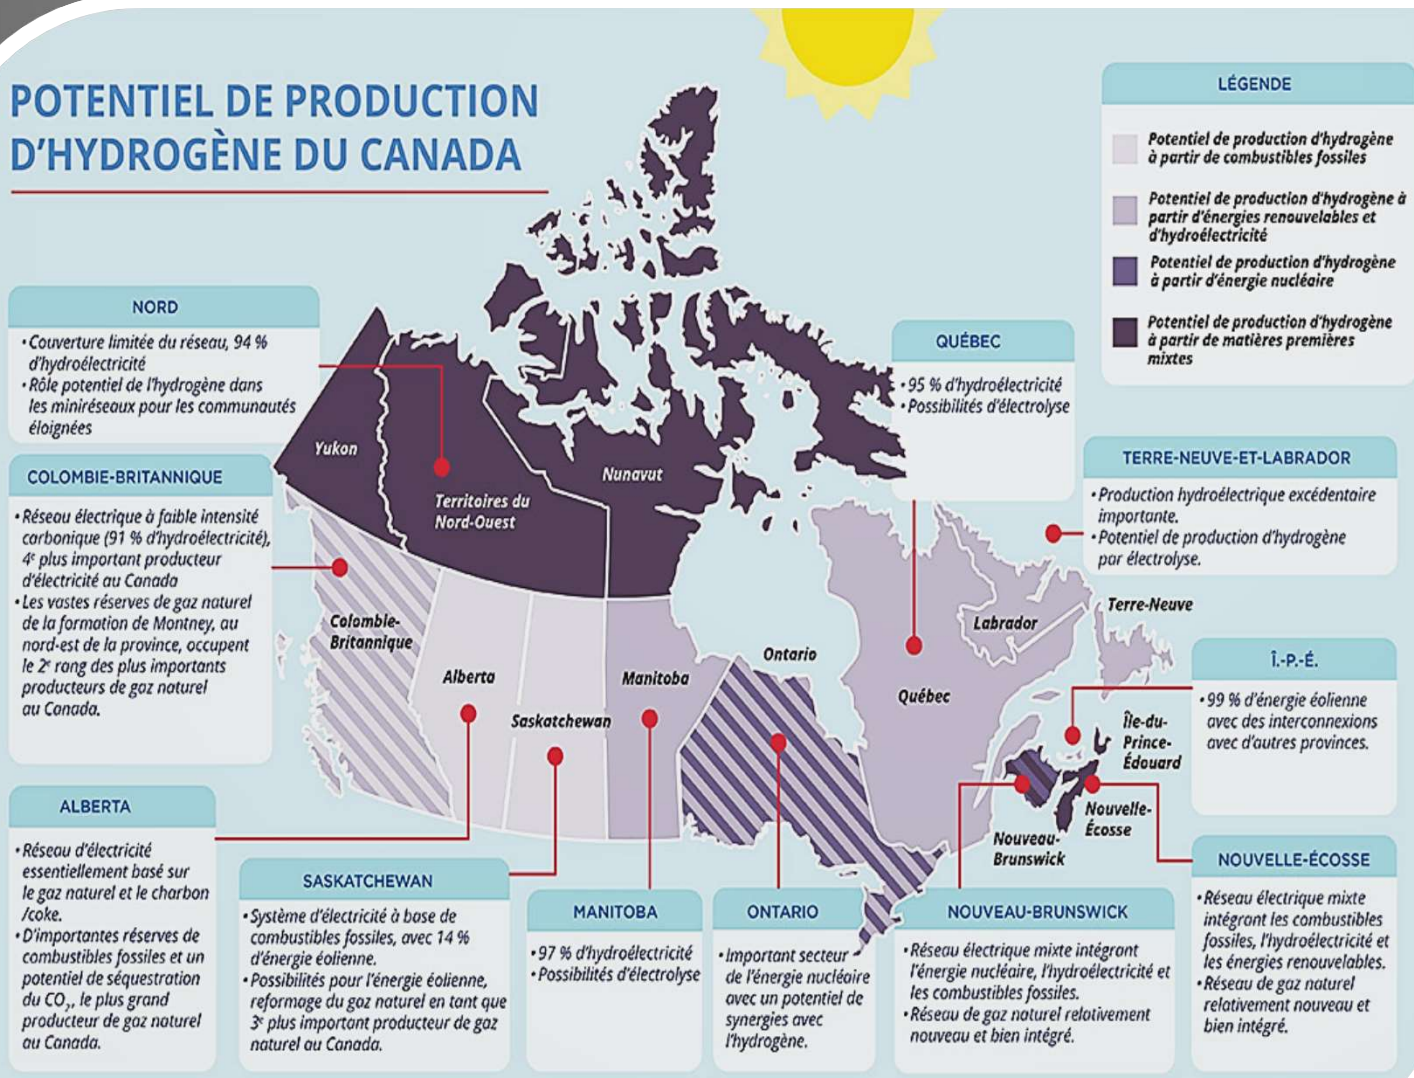 POTENTIEL DE PRODUCTION
D'HYDROGÈNE DU CANADA
LÉGENDE
Potentiel de production d'hydrogène
à partir de combustibles fossiles
Potentiel de production d'hydrogène à
partir d'énergies renouvelables et
d'hydroélectricité
Potentiel de production d'hydrogène
à partir d'énergie nucléaire
Potentiel de production d'hydrogène
à partir de matières premières
mixtes
NORD
• Couverture limitée du réseau, 94 %
d'hydroélectricité
• Rôle potentiel de l'hydrogène dans
les miniréseaux pour les communautés
éloignées
COLOMBIE-BRITANNIQUE
• Réseau électrique à faible intensité
carbonique (91 % d'hydroélectricité),
4e plus important producteur
d'électricité au Canada
• Les vastes réserves de gaz naturel
de la formation de Montney, au
nord-est de la province, occupent
le 2e rang des plus importants
producteurs de gaz naturel
au Canada.
ALBERTA
• Réseau d'électricité
essentiellement basé sur
le gaz naturel et le charbon
/coke.
• D'importantes réserves de
combustibles fossiles et un
potentiel de séquestration
du CO₂, le plus grand
producteur de gaz naturel
au Canada.
SASKATCHEWAN
• Système d'électricité à base de
combustibles fossiles, avec 14 %
d'énergie éolienne.
• Possibilités pour l'énergie éolienne,
reformage du gaz naturel en tant que
3e plus important producteur de gaz
naturel au Canada.
MANITOBA
• 97 % d'hydroélectricité
• Possibilités d'électrolyse
ONTARIO
• Important secteur
de l'énergie nucléaire
avec un potentiel de
synergies avec
l'hydrogène.
NOUVEAU-BRUNSWICK
• Réseau électrique mixte intégrant
l'énergie nucléaire, l'hydroélectricité et
les combustibles fossiles.
• Réseau de gaz naturel relativement
nouveau et bien intégré.
NOUVELLE-ÉCOSSE
• Réseau électrique mixte
intégrant les combustibles
fossiles, l'hydroélectricité et
les énergies renouvelables.
• Réseau de gaz naturel
relativement nouveau et
bien intégré.
Î.-P.-É.
• 99 % d'énergie éolienne
avec des interconnexions
avec d'autres provinces.
TERRE-NEUVE-ET-LABRADOR
• Production hydroélectrique excédentaire
importante.
• Potentiel de production d'hydrogène
par électrolyse.
QUÉBEC
• 95 % d'hydroélectricité
• Possibilités d'électrolyse
Yukon
Territoires du
Nord-Ouest
Nunavut
Colombie-
Britannique
Alberta
Saskatchewan
Manitoba
Ontario
Québec
Labrador
Terre-Neuve
Île-du-
Prince-
Édouard
Nouvelle-
Écosse
Nouveau-
Brunswick